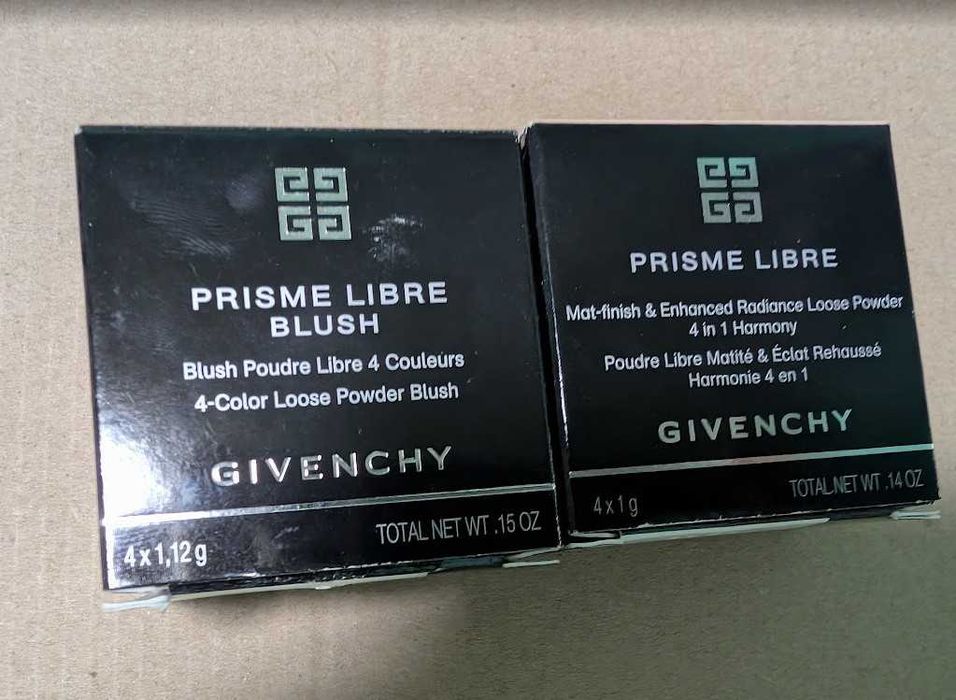 PRISME LIBRE
BLUSH
Blush Poudre Libre 4 Couleurs
4-Color Loose Powder Blush
GIVENCHY
4 x 1,12 g
TOTAL NET WT .15 OZ
PRISME LIBRE
Mat-finish & Enhanced Radiance Loose Powder
4 in 1 Harmony
Poudre Libre Matité & Éclat Rehaussé
Harmonie 4 en 1
GIVENCHY
4 x 1 g
TOTAL.NET WT .14 OZ